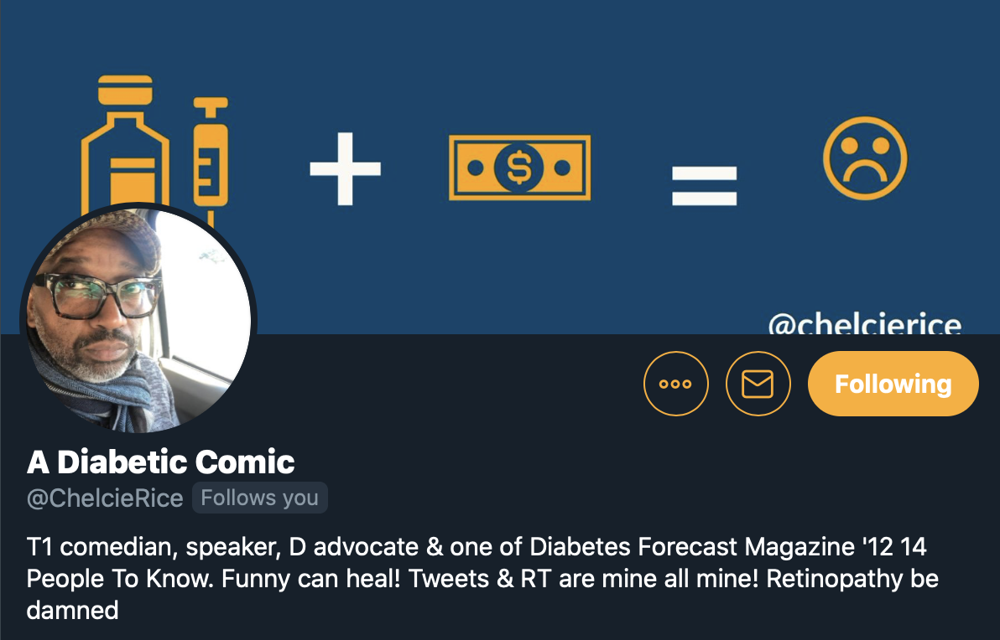 $
@chelcierice
Following
A Diabetic Comic
@ChelcieRice Follows you
T1 comedian, speaker, D advocate & one of Diabetes Forecast Magazine '12 14
People To Know. Funny can heal! Tweets & RT are mine all mine! Retinopathy be
damned